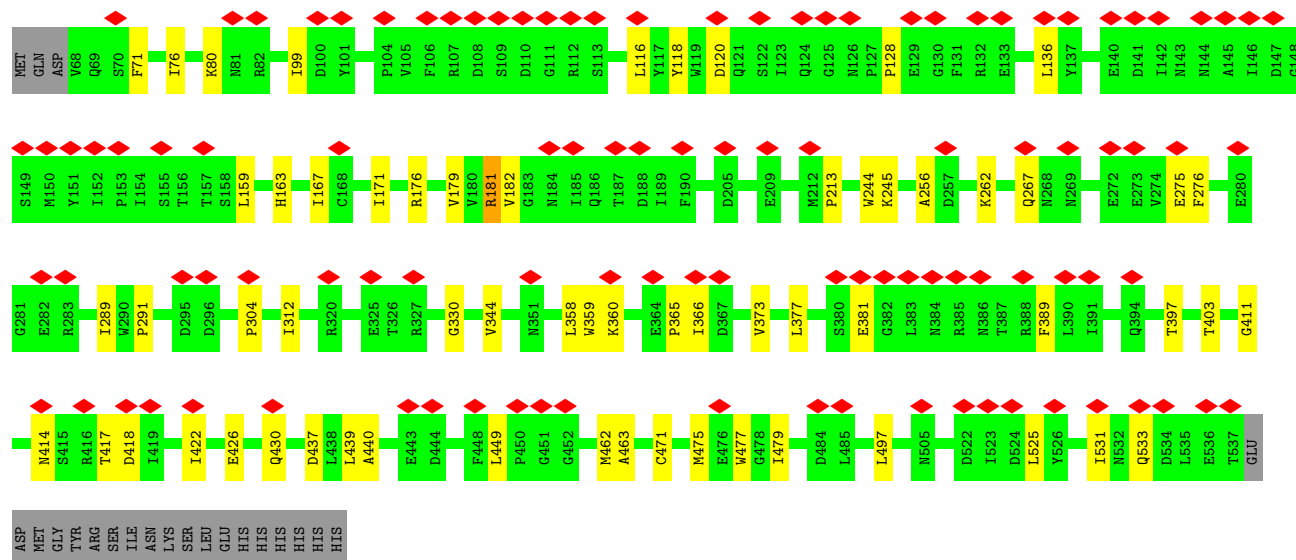 MET GLN ASP V68 Q69 S70 F71 I76 K80 N81 R82 I99 D100 Y101 P104 V105 F106 R107 D108 S109 D110 G111 R112 S113 L116 Y117 Y118 W119 D120 Q121 S122 I123 Q124 G125 N126 P127 P128 E129 G130 F131 R132 E133 L136 Y137 E140 D141 I142 N143 N144 A145 I146 D147 G148
S149 M150 Y151 I152 P153 I154 S155 T156 T157 S158 L159 H163 I167 C168 I171 R176 V179 V180 R181 V182 G183 N184 I185 Q186 T187 D188 I189 F190 D205 E209 M212 P213 W244 K245 A256 D257 K262 Q267 N268 N269 E272 E273 V274 E275 F276 E280
G281 E282 R283 I289 W290 P291 D295 D296 P304 I312 R320 E325 T326 R327 G330 V344 N351 L358 W359 K360 E364 P365 I366 D367 V373 L377 S380 E381 G382 L383 N384 R385 N386 T387 R388 F389 L390 I391 Q394 T397 T403 G411
N414 S415 R416 T417 D418 I419 I422 E426 Q430 D437 L438 L439 A440 E443 D444 F448 L449 P450 G451 G452 M462 A463 C471 M475 E476 W477 G478 I479 D484 L485 L497 N505 D522 I523 D524 L525 Y526 I531 N532 Q533 D534 L535 E536 T537 GLU
ASP MET GLY TYR ARG SER ILE ASN LYS SER LEU GLU HIS HIS HIS HIS HIS HIS